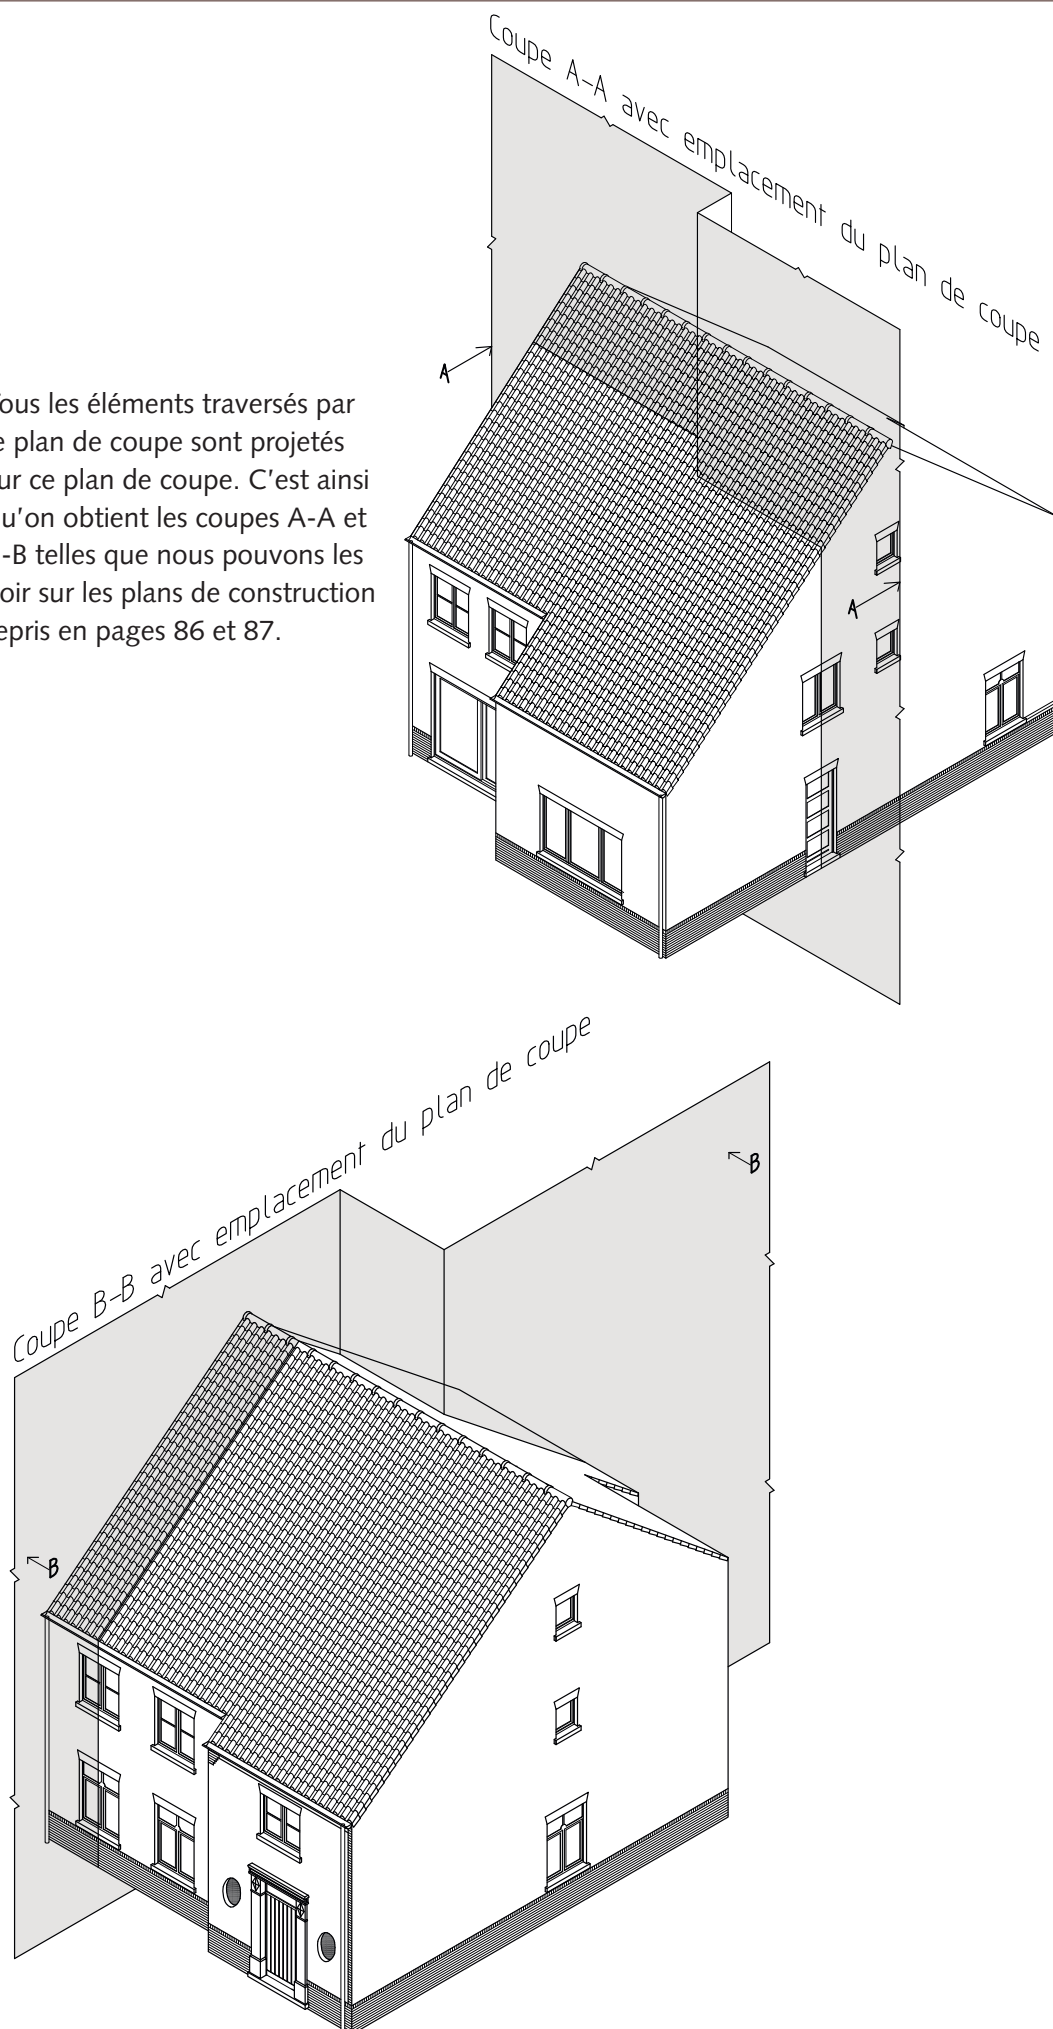 Coupe A-A avec emplacement du plan de coupe
A
ous les éléments traversés par
e plan de coupe sont projetés
ur ce plan de coupe. C'est ainsi
u'on obtient les coupes A-A et
-B telles que nous pouvons les
oir sur les plans de construction
epris en pages 86 et 87.
A
Coupe B-B avec emplacement du plan de coupe
B
B